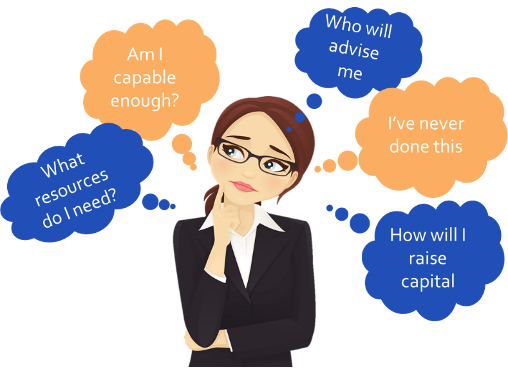 Am I
capable
enough?
Who will
advise
me
I've never
done this
What
resources
do I need?
How will I
raise
capital